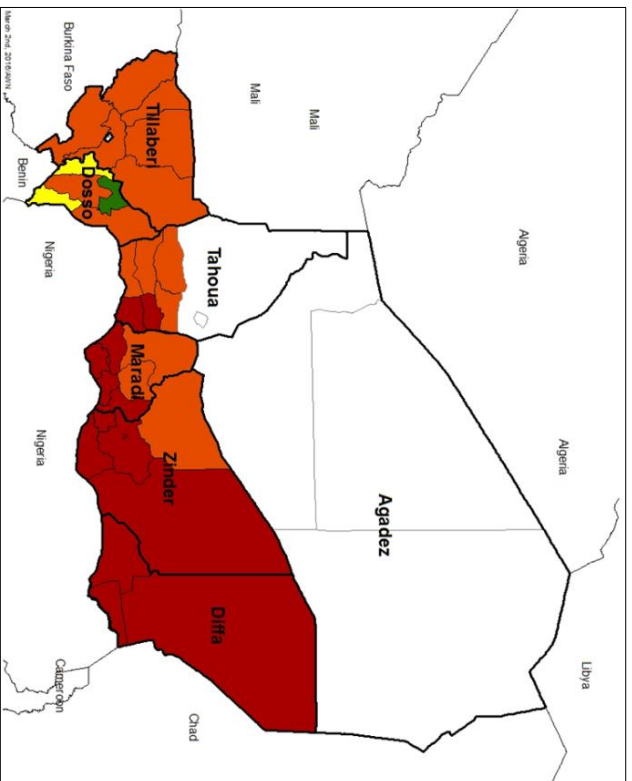 Algeria
Algeria
Libya
Mali
Mali
Agadez
Tahoua
Tillaberi
Diffa
Zinder
Maradi
Dosso
Burkina Faso
Benin
Nigeria
Nigeria
Chad
Cameroon
March 2nd, 2016/AWN